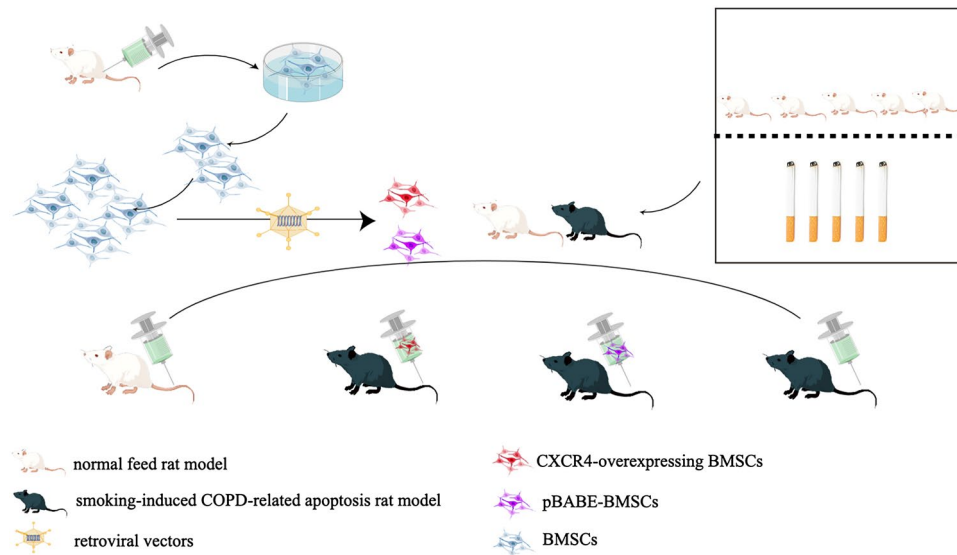 normal feed rat model
smoking-induced COPD-related apoptosis rat model
retroviral vectors
CXCR4-overexpressing BMSCs
pBABE-BMSCs
BMSCs